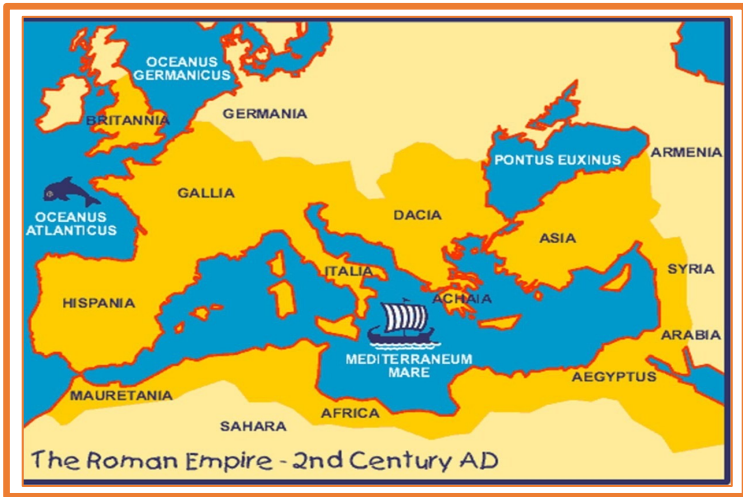 OCEANUS
GERMANICUS
BRITANNIA
GERMANIA
PONTUS EUXINUS
ARMENIA
GALLIA
OCEANUS
ATLANTICUS
DACIA
ASIA
ITALIA
SYRIA
HISPANIA
ACHAIA
ARABIA
MEDITERRANEUM
MARE
AEGYPTUS
MAURETANIA
AFRICA
SAHARA
The Roman Empire - 2nd Century AD